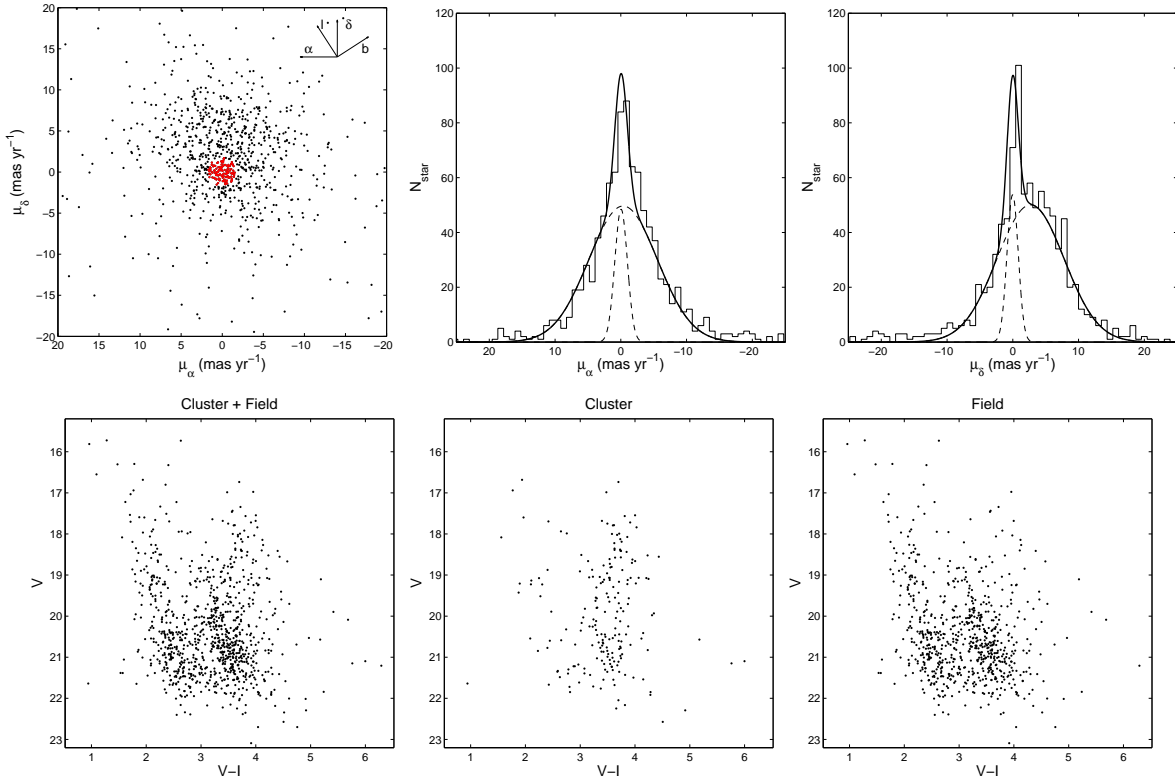 20
15
10
5
0
−5
−10
−15
−20
20 15 10 5 0 −5 −10 −15 −20
μα (mas yr−1)
μδ (mas yr−1)
l
δ
α
b
100
80
60
40
20
0
20 10 0 −10 −20
μα (mas yr−1)
Nstar
100
80
60
40
20
0
−20 −10 0 10 20
μδ (mas yr−1)
Nstar
Cluster + Field
16
17
18
19
20
21
22
23
1 2 3 4 5 6
V−I
V
Cluster
16
17
18
19
20
21
22
23
1 2 3 4 5 6
V−I
V
Field
16
17
18
19
20
21
22
23
1 2 3 4 5 6
V−I
V